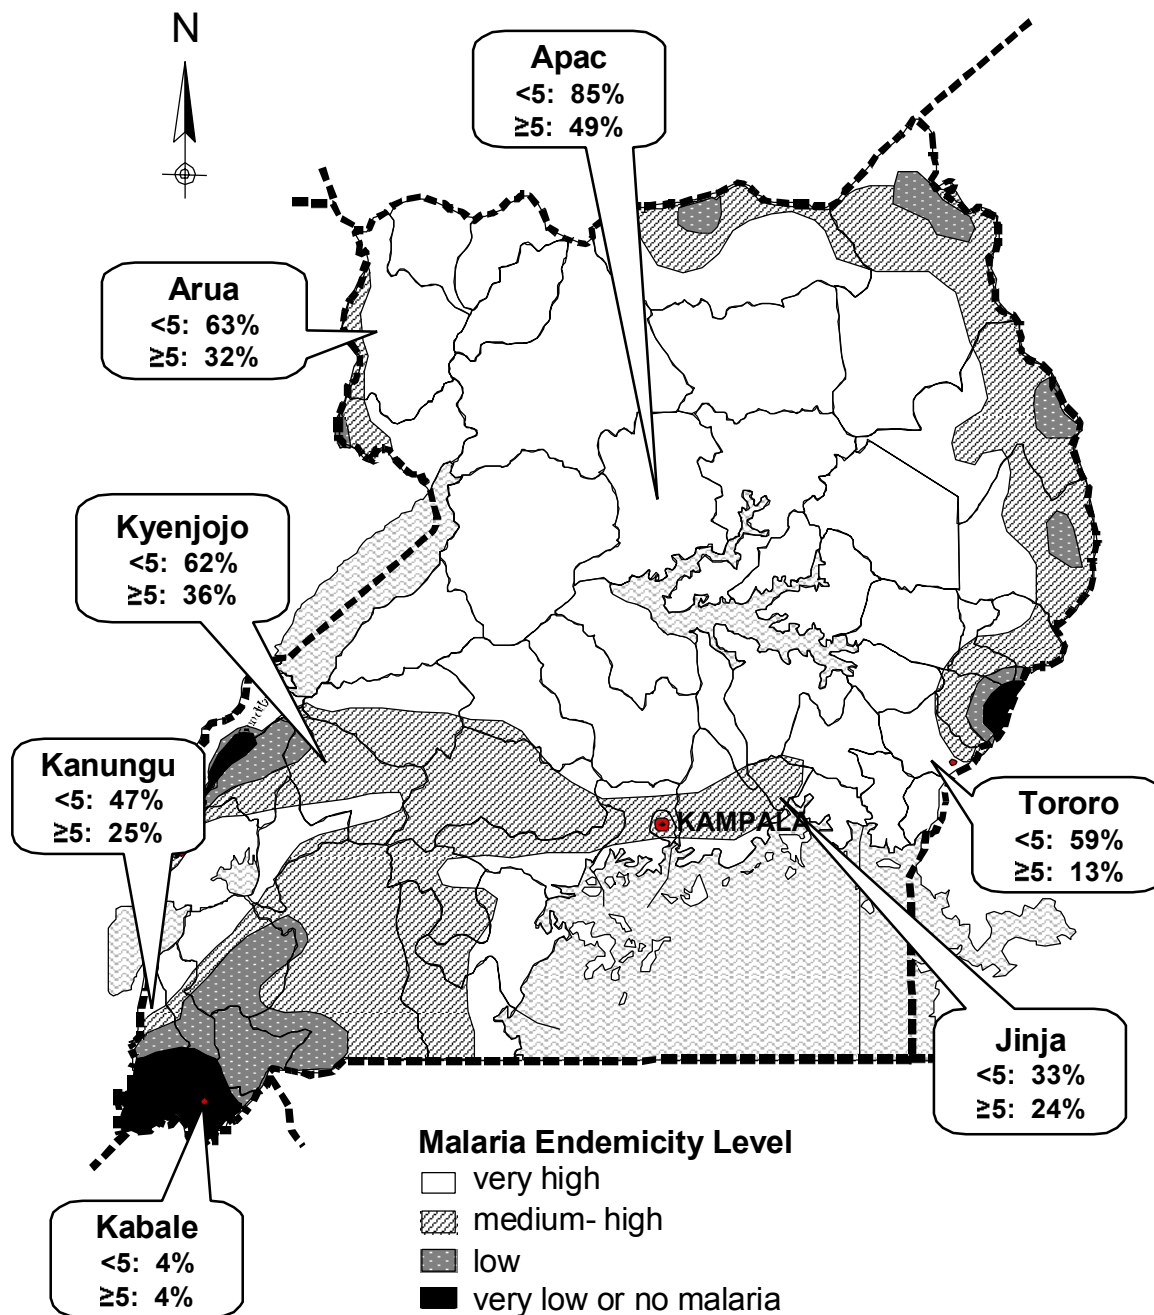 N
Apac
<5: 85%
≥5: 49%
Arua
<5: 63%
≥5: 32%
Kyenjojo
<5: 62%
≥5: 36%
Kanungu
<5: 47%
≥5: 25%
KAMPALA
Tororo
<5: 59%
≥5: 13%
Jinja
<5: 33%
≥5: 24%
Kabale
<5: 4%
≥5: 4%
Malaria Endemicity Level
very high
medium- high
low
very low or no malaria